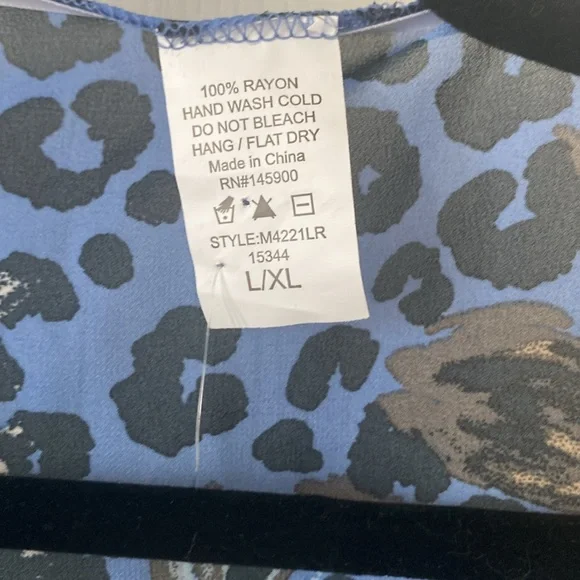 100% RAYON
HAND WASH COLD
DO NOT BLEACH
HANG / FLAT DRY
Made in China
RN#145900
STYLE:M4221LR
15344
L/XL